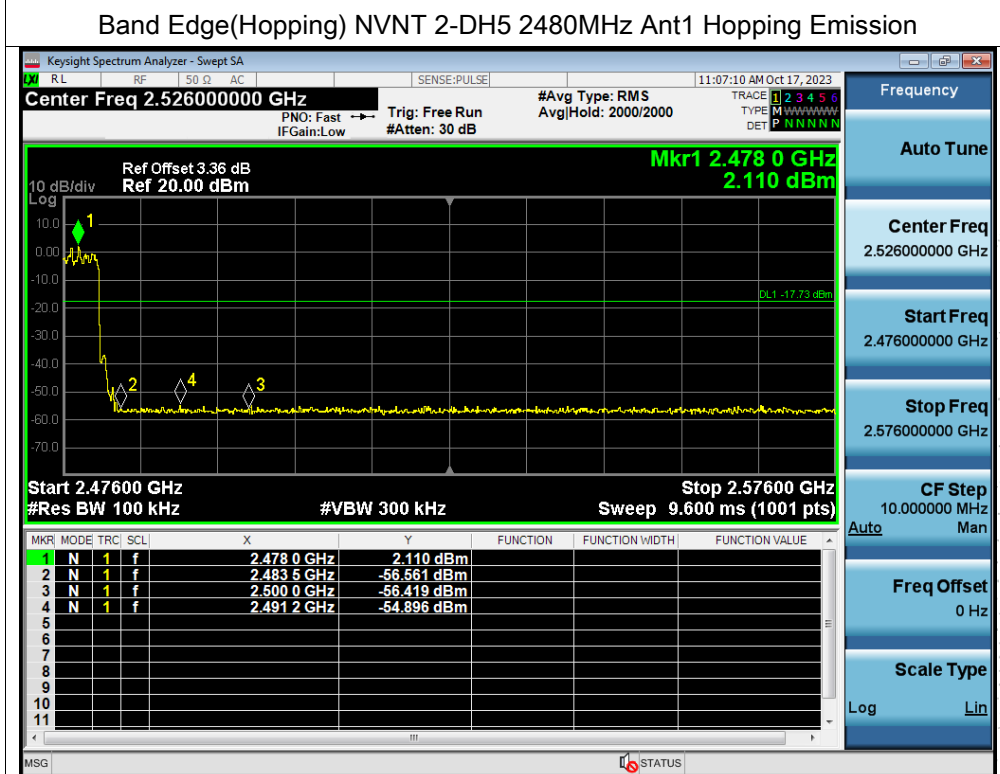 Band Edge(Hopping) NVNT 2-DH5 2480MHz Ant1 Hopping Emission
Keysight Spectrum Analyzer - Swept SA
LXI RL RF 50 Ω AC SENSE:PULSE 11:07:10 AM Oct 17, 2023
Center Freq 2.526000000 GHz
PNO: Fast
IFGain:Low
Trig: Free Run
#Atten: 30 dB
#Avg Type: RMS
Avg|Hold: 2000/2000
TRACE 1 2 3 4 5 6
TYPE M WWWWW
DET P N N N N N
Ref Offset 3.36 dB
10 dB/div Ref 20.00 dBm
Log
Mkr1 2.478 0 GHz
2.110 dBm
10.0
0.00
-10.0
-20.0
-30.0
-40.0
-50.0
-60.0
-70.0
1
DL1 -17.73 dBm
2 4 3
Start 2.47600 GHz Stop 2.57600 GHz
#Res BW 100 kHz #VBW 300 kHz Sweep 9.600 ms (1001 pts)
MKR MODE TRC SCL X Y FUNCTION FUNCTION WIDTH FUNCTION VALUE
1 N 1 f 2.478 0 GHz 2.110 dBm
2 N 1 f 2.483 5 GHz -56.561 dBm
3 N 1 f 2.500 0 GHz -56.419 dBm
4 N 1 f 2.491 2 GHz -54.896 dBm
5
6
7
8
9
10
11
MSG STATUS
Frequency
Auto Tune
Center Freq
2.526000000 GHz
Start Freq
2.476000000 GHz
Stop Freq
2.576000000 GHz
CF Step
10.000000 MHz
Auto Man
Freq Offset
0 Hz
Scale Type
Log Lin